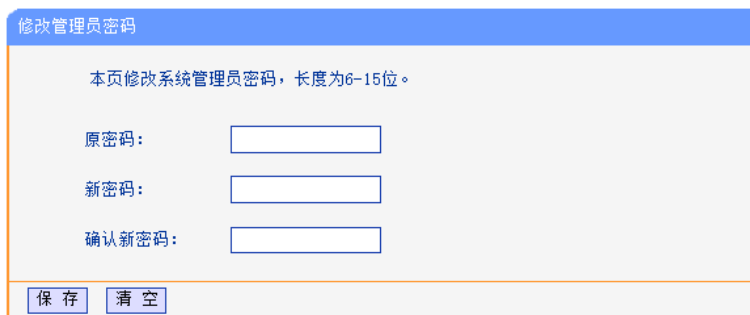 修改管理员密码
本页修改系统管理员密码，长度为6-15位。
原密码：
新密码：
确认新密码：
保 存 清 空